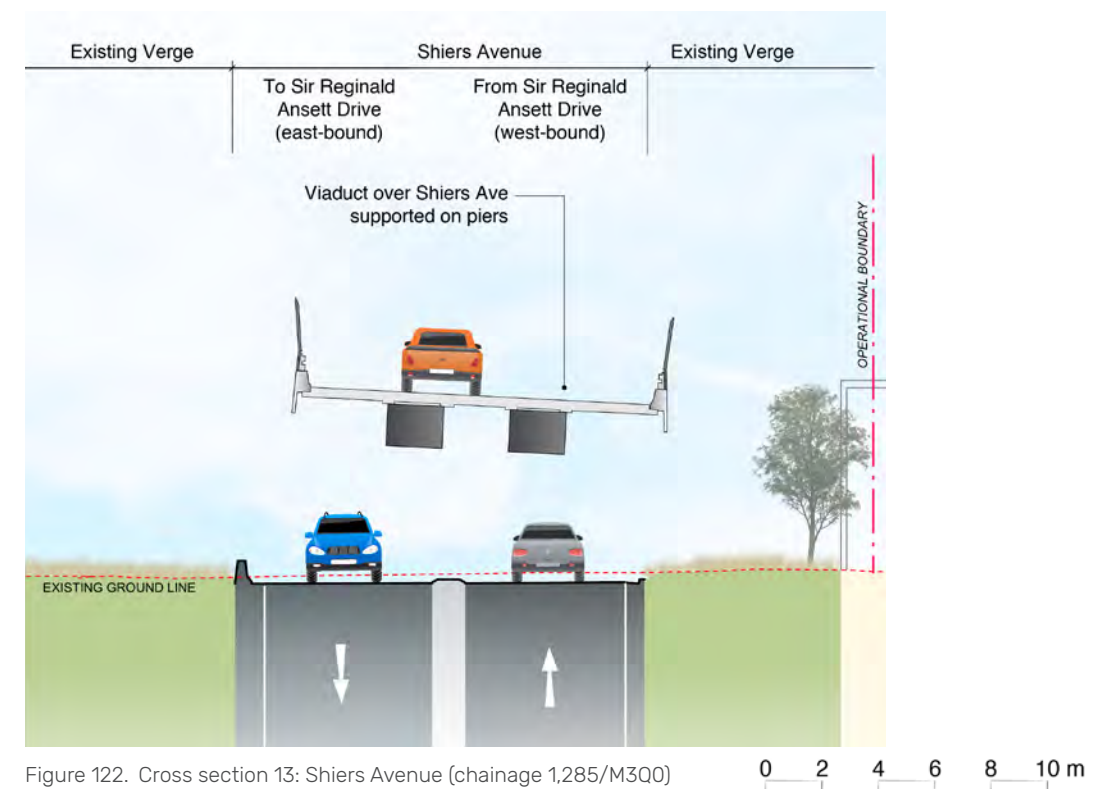 Existing Verge
Shiers Avenue
Existing Verge
To Sir Reginald
Ansett Drive
(east-bound)
From Sir Reginald
Ansett Drive
(west-bound)
Viaduct over Shiers Ave
supported on piers
OPERATIONAL BOUNDARY
EXISTING GROUND LINE
Figure 122. Cross section 13: Shiers Avenue (chainage 1,285/M3Q0)
0 2 4 6 8 10 m